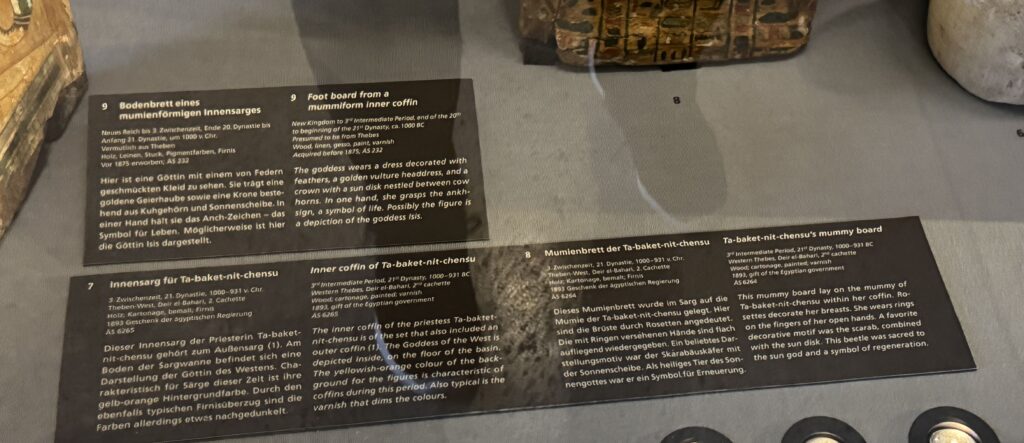 9 Bodenbrett eines
mumienförmigen Innensarges
Neues Reich bis 3. Zwischenzeit, Ende 20. Dynastie bis
Anfang 21. Dynastie, um 1000 v. Chr.
Vermutlich aus Theben
Holz, Leinen, Stuck, Pigmentfarben, Firnis
Vor 1875 erworben; ÄS 232
Hier ist eine Göttin mit einem von Federn
geschmückten Kleid zu sehen. Sie trägt eine
goldene Geierhaube sowie eine Krone beste-
hend aus Kuhgehörn und Sonnenscheibe. In
einer Hand hält sie das Anch-Zeichen – das
Symbol für Leben. Möglicherweise ist hier
die Göttin Isis dargestellt.
9 Foot board from a
mummiform inner coffin
New Kingdom to 3rd Intermediate Period, end of the 20th
to beginning of the 21st Dynasty, ca. 1000 BC
Presumed to be from Thebes
Wood, linen, gesso, paint, varnish
Acquired before 1875; ÄS 232
The goddess wears a dress decorated with
feathers, a golden vulture headdress, and a
crown with a sun disk nestled between cow
horns. In one hand, she grasps the ankh-
sign, a symbol of life. Possibly the figure is
a depiction of the goddess Isis.
8
7 Innensarg für Ta-baket-nit-chensu
3. Zwischenzeit, 21. Dynastie, 1000–931 v. Chr.
Theben-West, Deir el-Bahari, 2. Cachette
Holz; Kartonage, bemalt; Firnis
1893 Geschenk der ägyptischen Regierung
ÄS 6265
Dieser Innensarg der Priesterin Ta-baket-
nit-chensu gehört zum Außensarg (1). Am
Boden der Sargwanne befindet sich eine
Darstellung der Göttin des Westens. Cha-
rakteristisch für Särge dieser Zeit ist ihre
gelb-orange Hintergrundfarbe. Durch den
ebenfalls typischen Firnisüberzug sind die
Farben allerdings etwas nachgedunkelt.
Inner coffin of Ta-baket-nit-chensu
3rd Intermediate Period, 21st Dynasty, 1000–931 BC
Western Thebes, Deir el-Bahari, 2nd cachette
Wood; cartonage, painted; varnish
1893, gift of the Egyptian government
ÄS 6265
The inner coffin of the priestess Ta-baktet-
nit-chensu is of the set that also included an
outer coffin (1). The Goddess of the West is
depicted inside, on the floor of the basin.
The yellowish-orange colour of the back-
ground for the figures is characteristic of
coffins during this period. Also typical is the
varnish that dims the colours.
8 Mumienbrett der Ta-baket-nit-chensu
3. Zwischenzeit, 21. Dynastie, 1000–931 v. Chr.
Theben-West, Deir el-Bahari, 2. Cachette
Holz; Kartonage, bemalt; Firnis
1893 Geschenk der ägyptischen Regierung
ÄS 6264
Dieses Mumienbrett wurde im Sarg auf die
Mumie der Ta-baket-nit-chensu gelegt. Hier
sind die Brüste durch Rosetten angedeutet.
Die mit Ringen versehenen Hände sind flach
aufliegend wiedergegeben. Ein beliebtes Dar-
stellungsmotiv war der Skarabäuskäfer mit
der Sonnenscheibe. Als heiliges Tier des Son-
nengottes war er ein Symbol für Erneuerung.
Ta-baket-nit-chensu's mummy board
3rd Intermediate Period, 21st Dynasty, 1000–931 BC
Western Thebes, Deir el-Bahari, 2nd cachette
Wood; cartonage, painted; varnish
1893, gift of the Egyptian government
ÄS 6264
This mummy board lay on the mummy of
Ta-baket-nit-chensu within her coffin. Ro-
settes decorate her breasts. She wears rings
on the fingers of her open hands. A favorite
decorative motif was the scarab, combined
with the sun disk. This beetle was sacred to
the sun god and a symbol of regeneration.